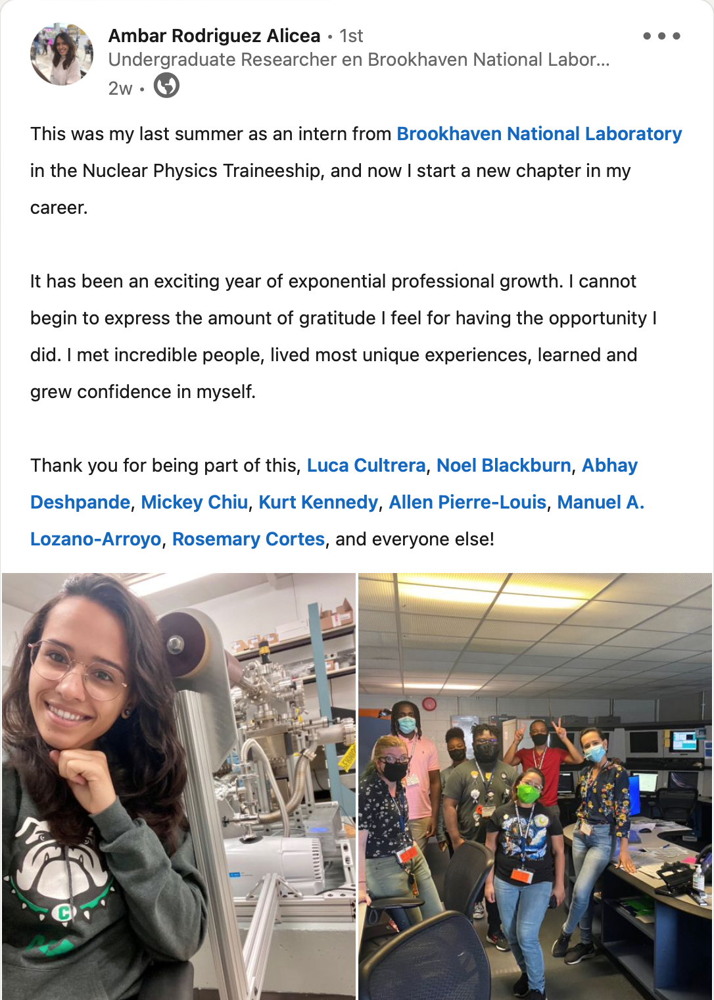 Ambar Rodriguez Alicea • 1st
Undergraduate Researcher en Brookhaven National Labor...
2w •
This was my last summer as an intern from Brookhaven National Laboratory
in the Nuclear Physics Traineeship, and now I start a new chapter in my
career.
It has been an exciting year of exponential professional growth. I cannot
begin to express the amount of gratitude I feel for having the opportunity I
did. I met incredible people, lived most unique experiences, learned and
grew confidence in myself.
Thank you for being part of this, Luca Cultrera, Noel Blackburn, Abhay
Deshpande, Mickey Chiu, Kurt Kennedy, Allen Pierre-Louis, Manuel A.
Lozano-Arroyo, Rosemary Cortes, and everyone else!
C